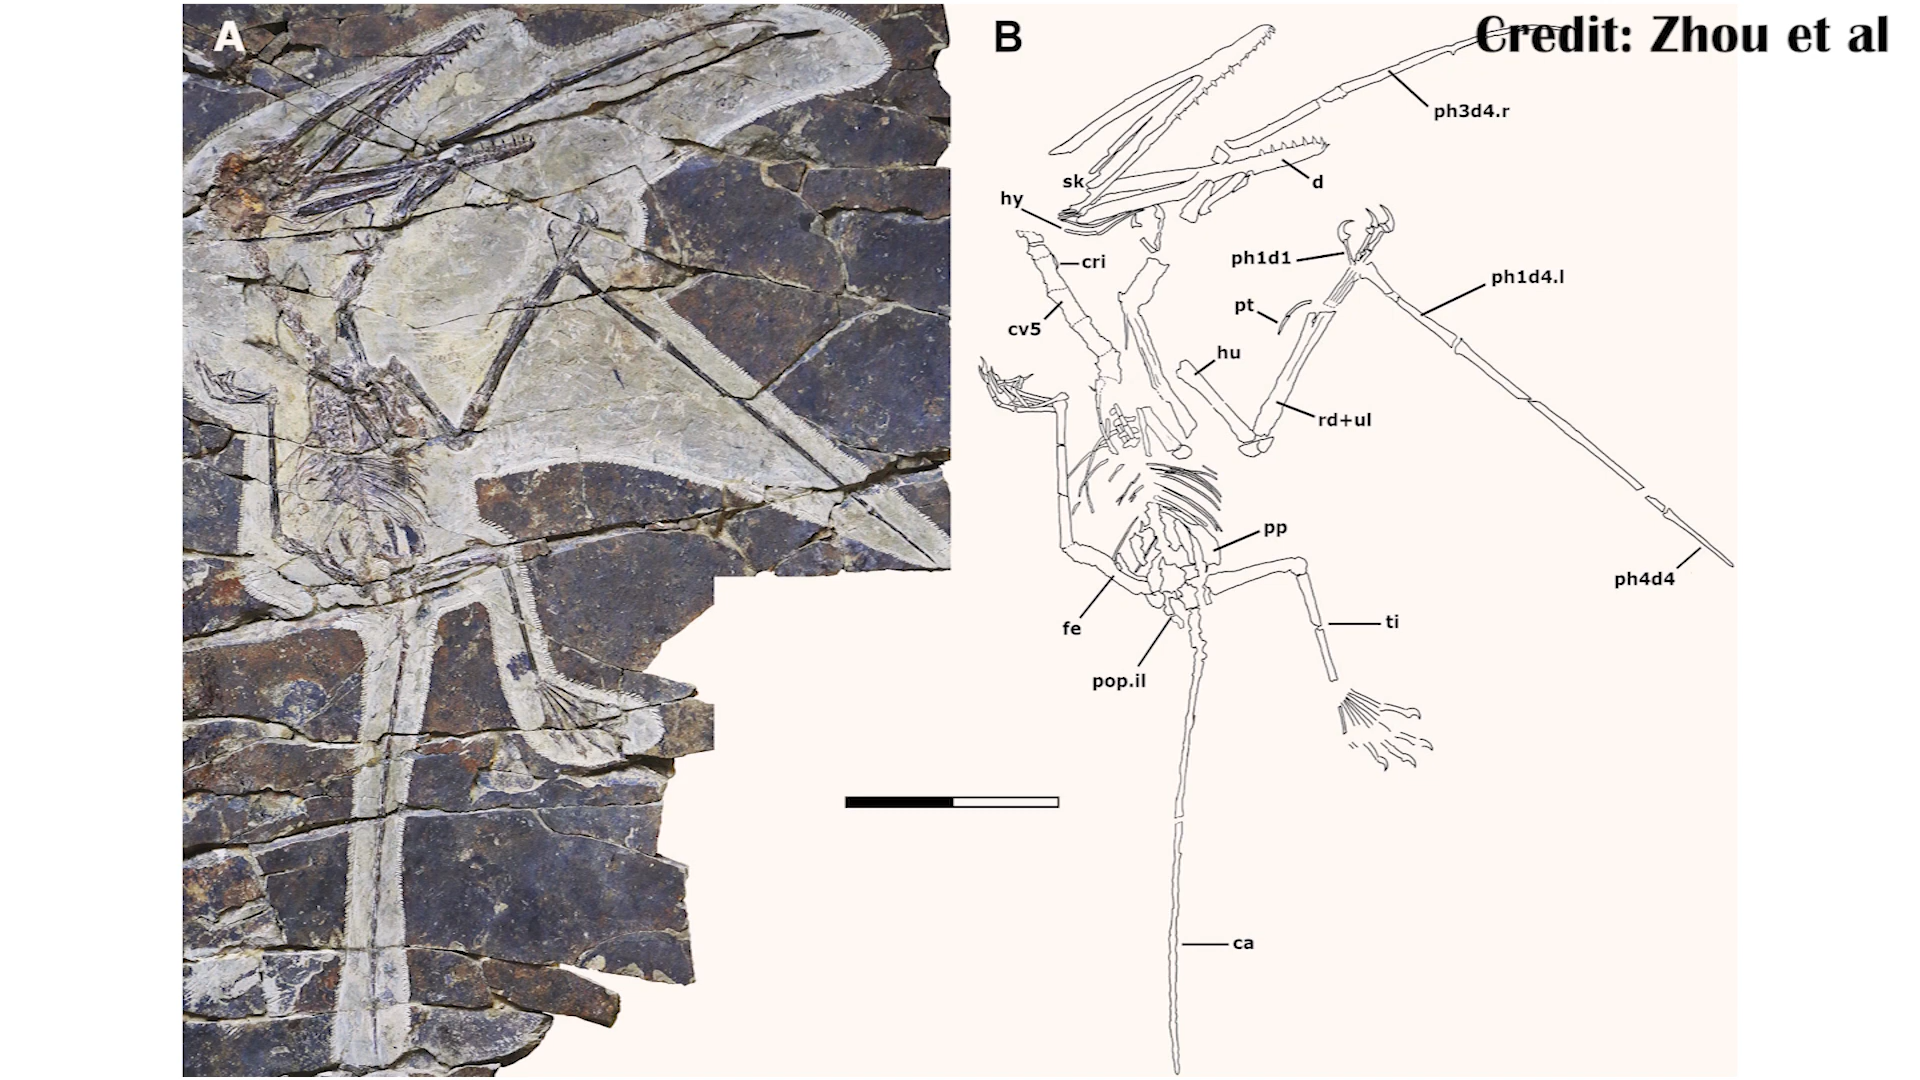 A
B
Credit: Zhou et al
ph3d4.r
sk
d
hy
cri
ph1d1
ph1d4.l
pt
cv5
hu
rd+ul
pp
ph4d4
fe
ti
pop.il
ca